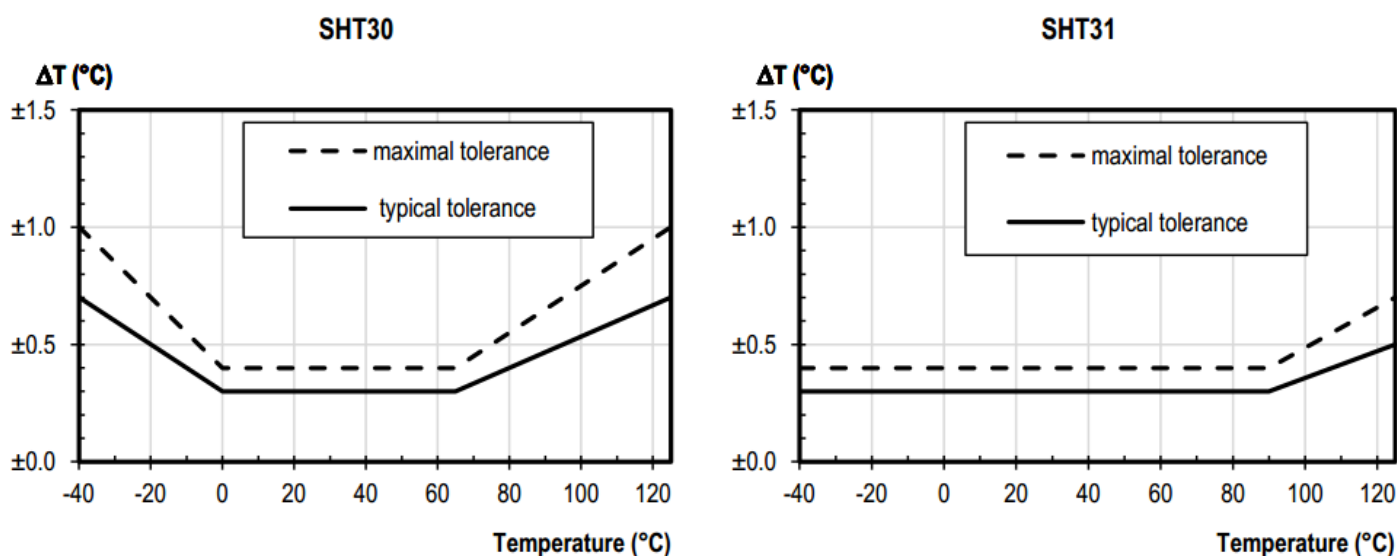 SHT30
ΔT (°C)
±1.5
±1.0
±0.5
±0.0
maximal tolerance
typical tolerance
-40 -20 0 20 40 60 80 100 120
Temperature (°C)
SHT31
ΔT (°C)
±1.5
±1.0
±0.5
±0.0
maximal tolerance
typical tolerance
-40 -20 0 20 40 60 80 100 120
Temperature (°C)